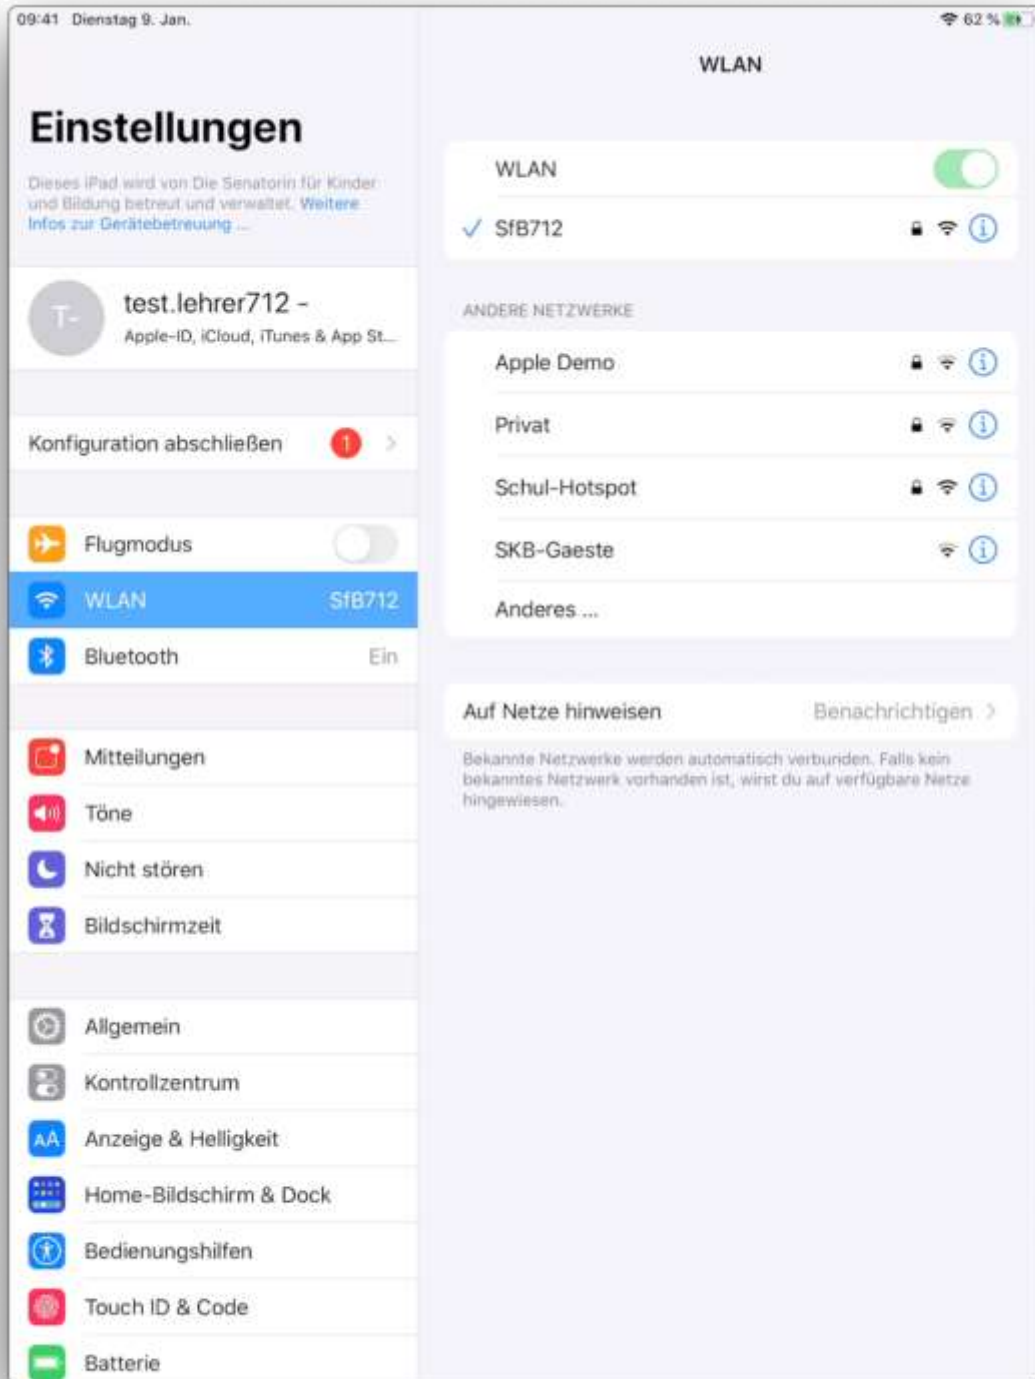 09:41 Dienstag 9. Jan.
62 %
Einstellungen
Dieses iPad wird von Die Senatorin für Kinder
und Bildung betreut und verwaltet. Weitere
Infos zur Gerätebetreuung ...
T-
test.lehrer712 -
Apple-ID, iCloud, iTunes & App St...
Konfiguration abschließen 1
Flugmodus
WLAN SfB712
Bluetooth Ein
Mitteilungen
Töne
Nicht stören
Bildschirmzeit
Allgemein
Kontrollzentrum
AA Anzeige & Helligkeit
Home-Bildschirm & Dock
Bedienungshilfen
Touch ID & Code
Batterie
WLAN
WLAN
SfB712
ANDERE NETZWERKE
Apple Demo
Privat
Schul-Hotspot
SKB-Gaeste
Anderes ...
Auf Netze hinweisen Benachrichtigen
Bekannte Netzwerke werden automatisch verbunden. Falls kein
bekanntes Netzwerk vorhanden ist, wirst du auf verfügbare Netze
hingewiesen.